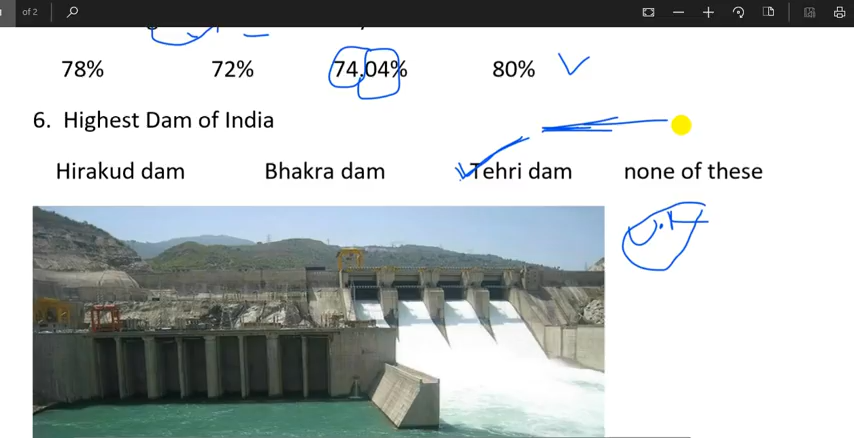 of 2
78% 72% 74.04% 80%
6. Highest Dam of India
Hirakud dam Bhakra dam Tehri dam none of these
U.K